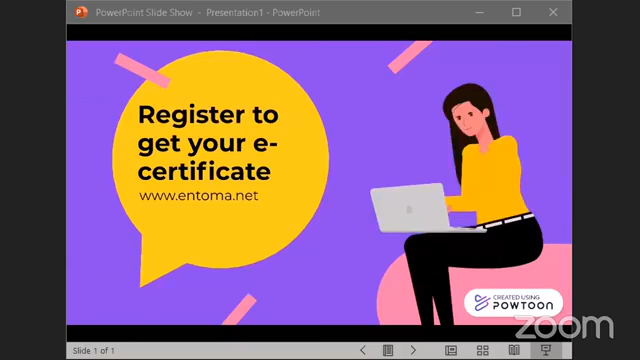 PowerPoint Slide Show - Presentation1 - PowerPoint
Register to
get your e-
certificate
www.entoma.net
CREATED USING
POWTOON
zoom
Slide 1 of 1